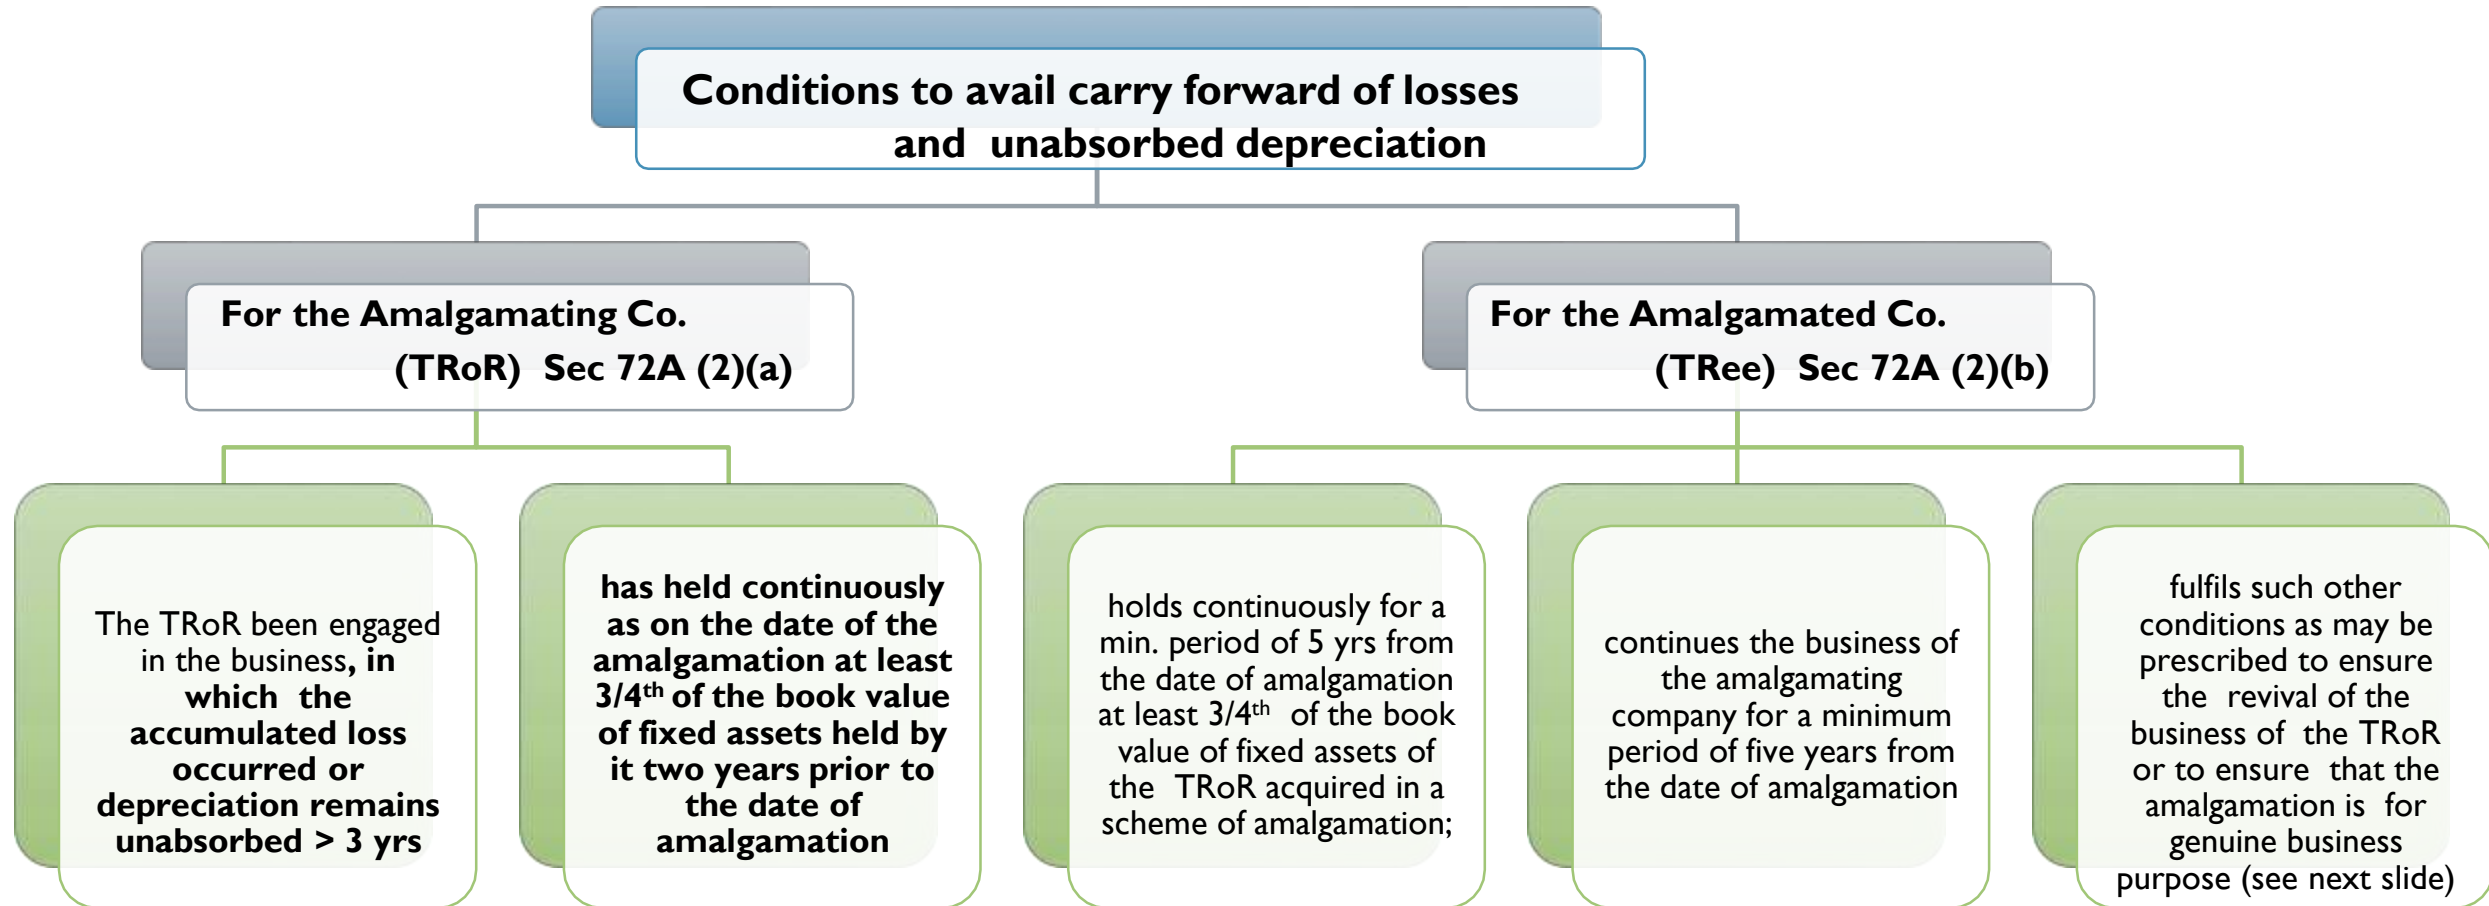 Conditions to avail carry forward of losses
and unabsorbed depreciation
For the Amalgamating Co.
(TRoR) Sec 72A (2)(a)
For the Amalgamated Co.
(TRee) Sec 72A (2)(b)
The TRoR been engaged
in the business, in
which the
accumulated loss
occurred or
depreciation remains
unabsorbed > 3 yrs
has held continuously
as on the date of the
amalgamation at least
3/4th of the book value
of fixed assets held by
it two years prior to
the date of
amalgamation
holds continuously for a
min. period of 5 yrs from
the date of amalgamation
at least 3/4th of the book
value of fixed assets of
the TRoR acquired in a
scheme of amalgamation;
continues the business of
the amalgamating
company for a minimum
period of five years from
the date of amalgamation
fulfils such other
conditions as may be
prescribed to ensure
the revival of the
business of the TRoR
or to ensure that the
amalgamation is for
genuine business
purpose (see next slide)